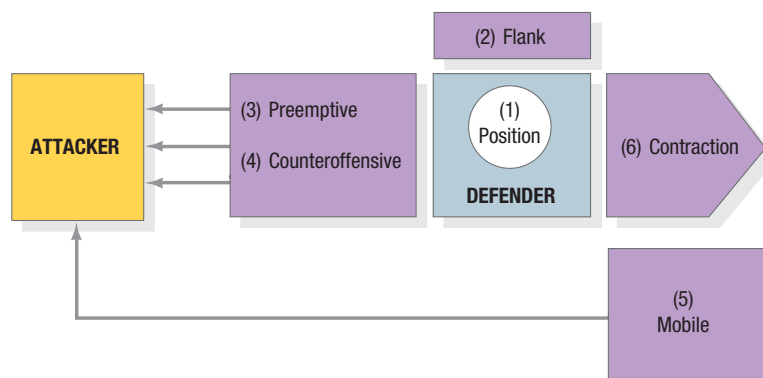 (2) Flank
ATTACKER
(3) Preemptive
(4) Counteroffensive
(1)
Position
DEFENDER
(6) Contraction
(5)
Mobile